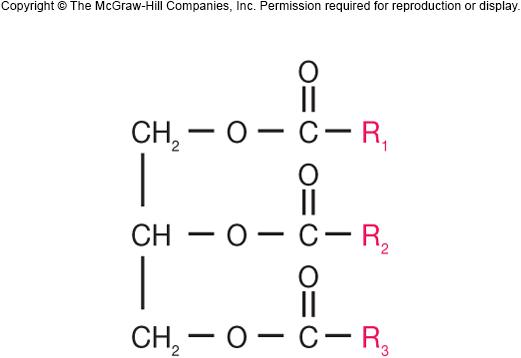 Copyright © The McGraw-Hill Companies, Inc. Permission required for reproduction or display.
O
||
CH₂ — O — C — R₁
|
O
||
CH — O — C — R₂
|
O
||
CH₂ — O — C — R₃